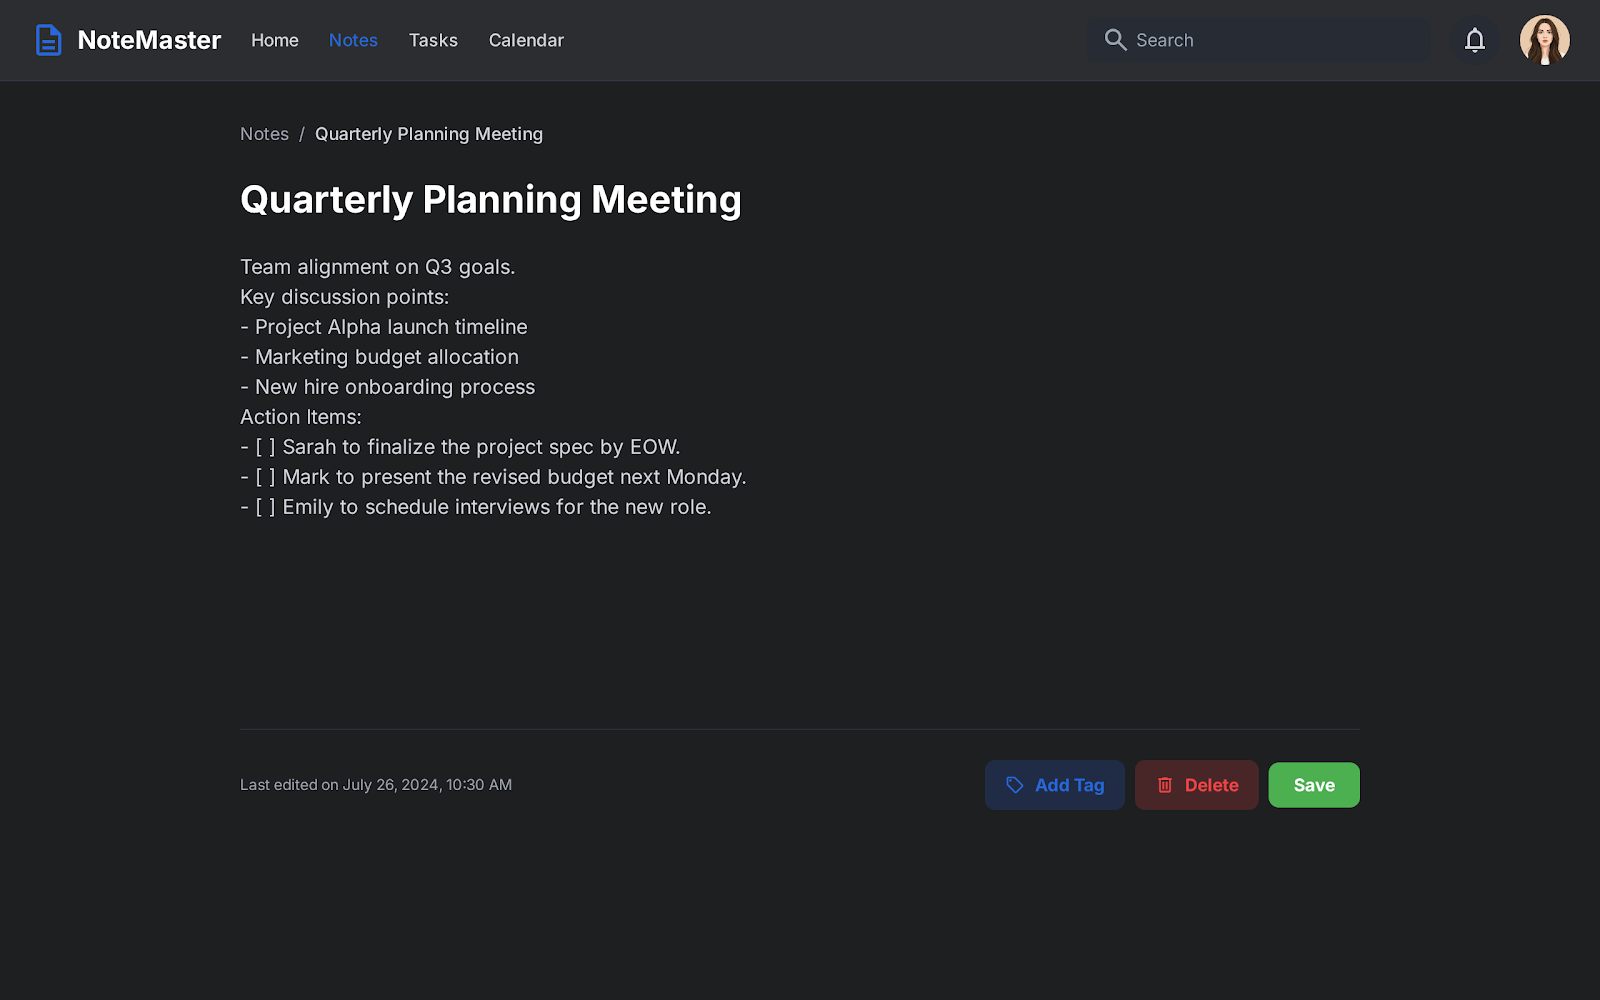 NoteMaster Home Notes Tasks Calendar Search
Notes / Quarterly Planning Meeting
Quarterly Planning Meeting
Team alignment on Q3 goals.
Key discussion points:
- Project Alpha launch timeline
- Marketing budget allocation
- New hire onboarding process
Action Items:
- [ ] Sarah to finalize the project spec by EOW.
- [ ] Mark to present the revised budget next Monday.
- [ ] Emily to schedule interviews for the new role.
Last edited on July 26, 2024, 10:30 AM Add Tag Delete Save